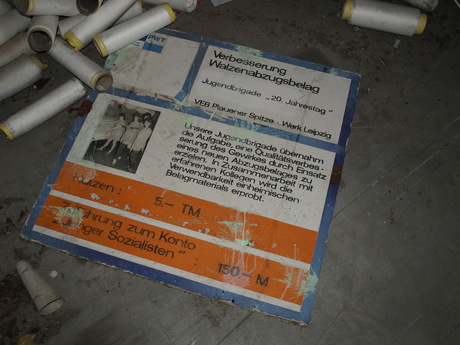 Verbesserung
Walzenabzugsbelag
Jugendbrigade „20. Jahrestag“
VEB Plauener Spitze - Werk Leipzig
Unsere Jugendbrigade übernahm
die Aufgabe, eine Qualitätsverbes-
serung des Gewirkes durch Einsatz
eines neuen Abzugsbelages zu
erzielen. In Zusammenarbeit mit
erfahrenen Kollegen wird die
Verwendbarkeit einheimischen
Belagmaterials erprobt.
Nutzen : 5.– TM
Zuführung zum Konto
Sozialisten“ : 150.– M